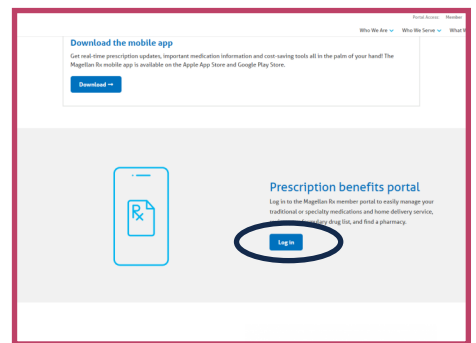 Portal Access Member
Who We Are Who We Serve What
Download the mobile app
Get real-time prescription updates, important medication information and cost-saving tools all in the palm of your hand! The
Magellan Rx mobile app is available on the Apple App Store and Google Play Store.
Download →
Rx
Prescription benefits portal
Log in to the Magellan Rx member portal to easily manage your
traditional or specialty medications and home delivery service,
drug list, and find a pharmacy.
Log in